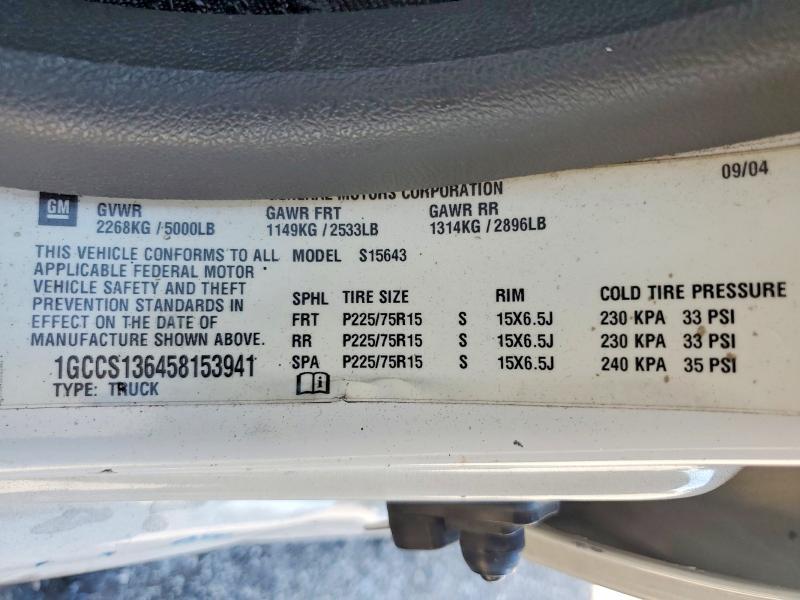 GENERAL MOTORS CORPORATION
09/04
GM
GVWR GAWR FRT GAWR RR
2268KG / 5000LB 1149KG / 2533LB 1314KG / 2896LB
THIS VEHICLE CONFORMS TO ALL
APPLICABLE FEDERAL MOTOR
VEHICLE SAFETY AND THEFT
PREVENTION STANDARDS IN
EFFECT ON THE DATE OF
MANUFACTURE SHOWN ABOVE.
1GCCS136458153941
TYPE: TRUCK
MODEL S15643
SPHL TIRE SIZE RIM COLD TIRE PRESSURE
FRT P225/75R15 S 15X6.5J 230 KPA 33 PSI
RR P225/75R15 S 15X6.5J 230 KPA 33 PSI
SPA P225/75R15 S 15X6.5J 240 KPA 35 PSI